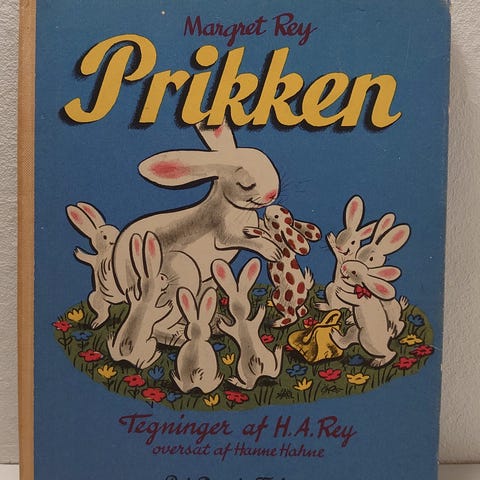 Margret Rey
Prikken
Tegninger af H.A. Rey
oversat af Hanne Hahne